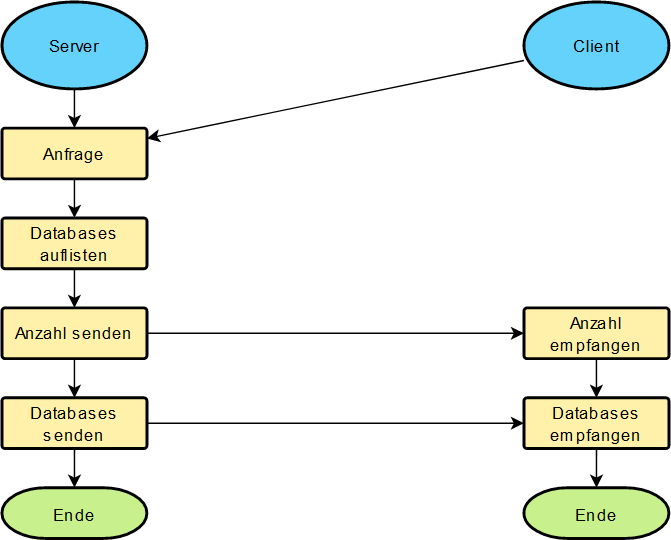 Server
Client
Anfrage
Databases
auflisten
Anzahl senden
Anzahl
empfangen
Databases
senden
Databases
empfangen
Ende
Ende